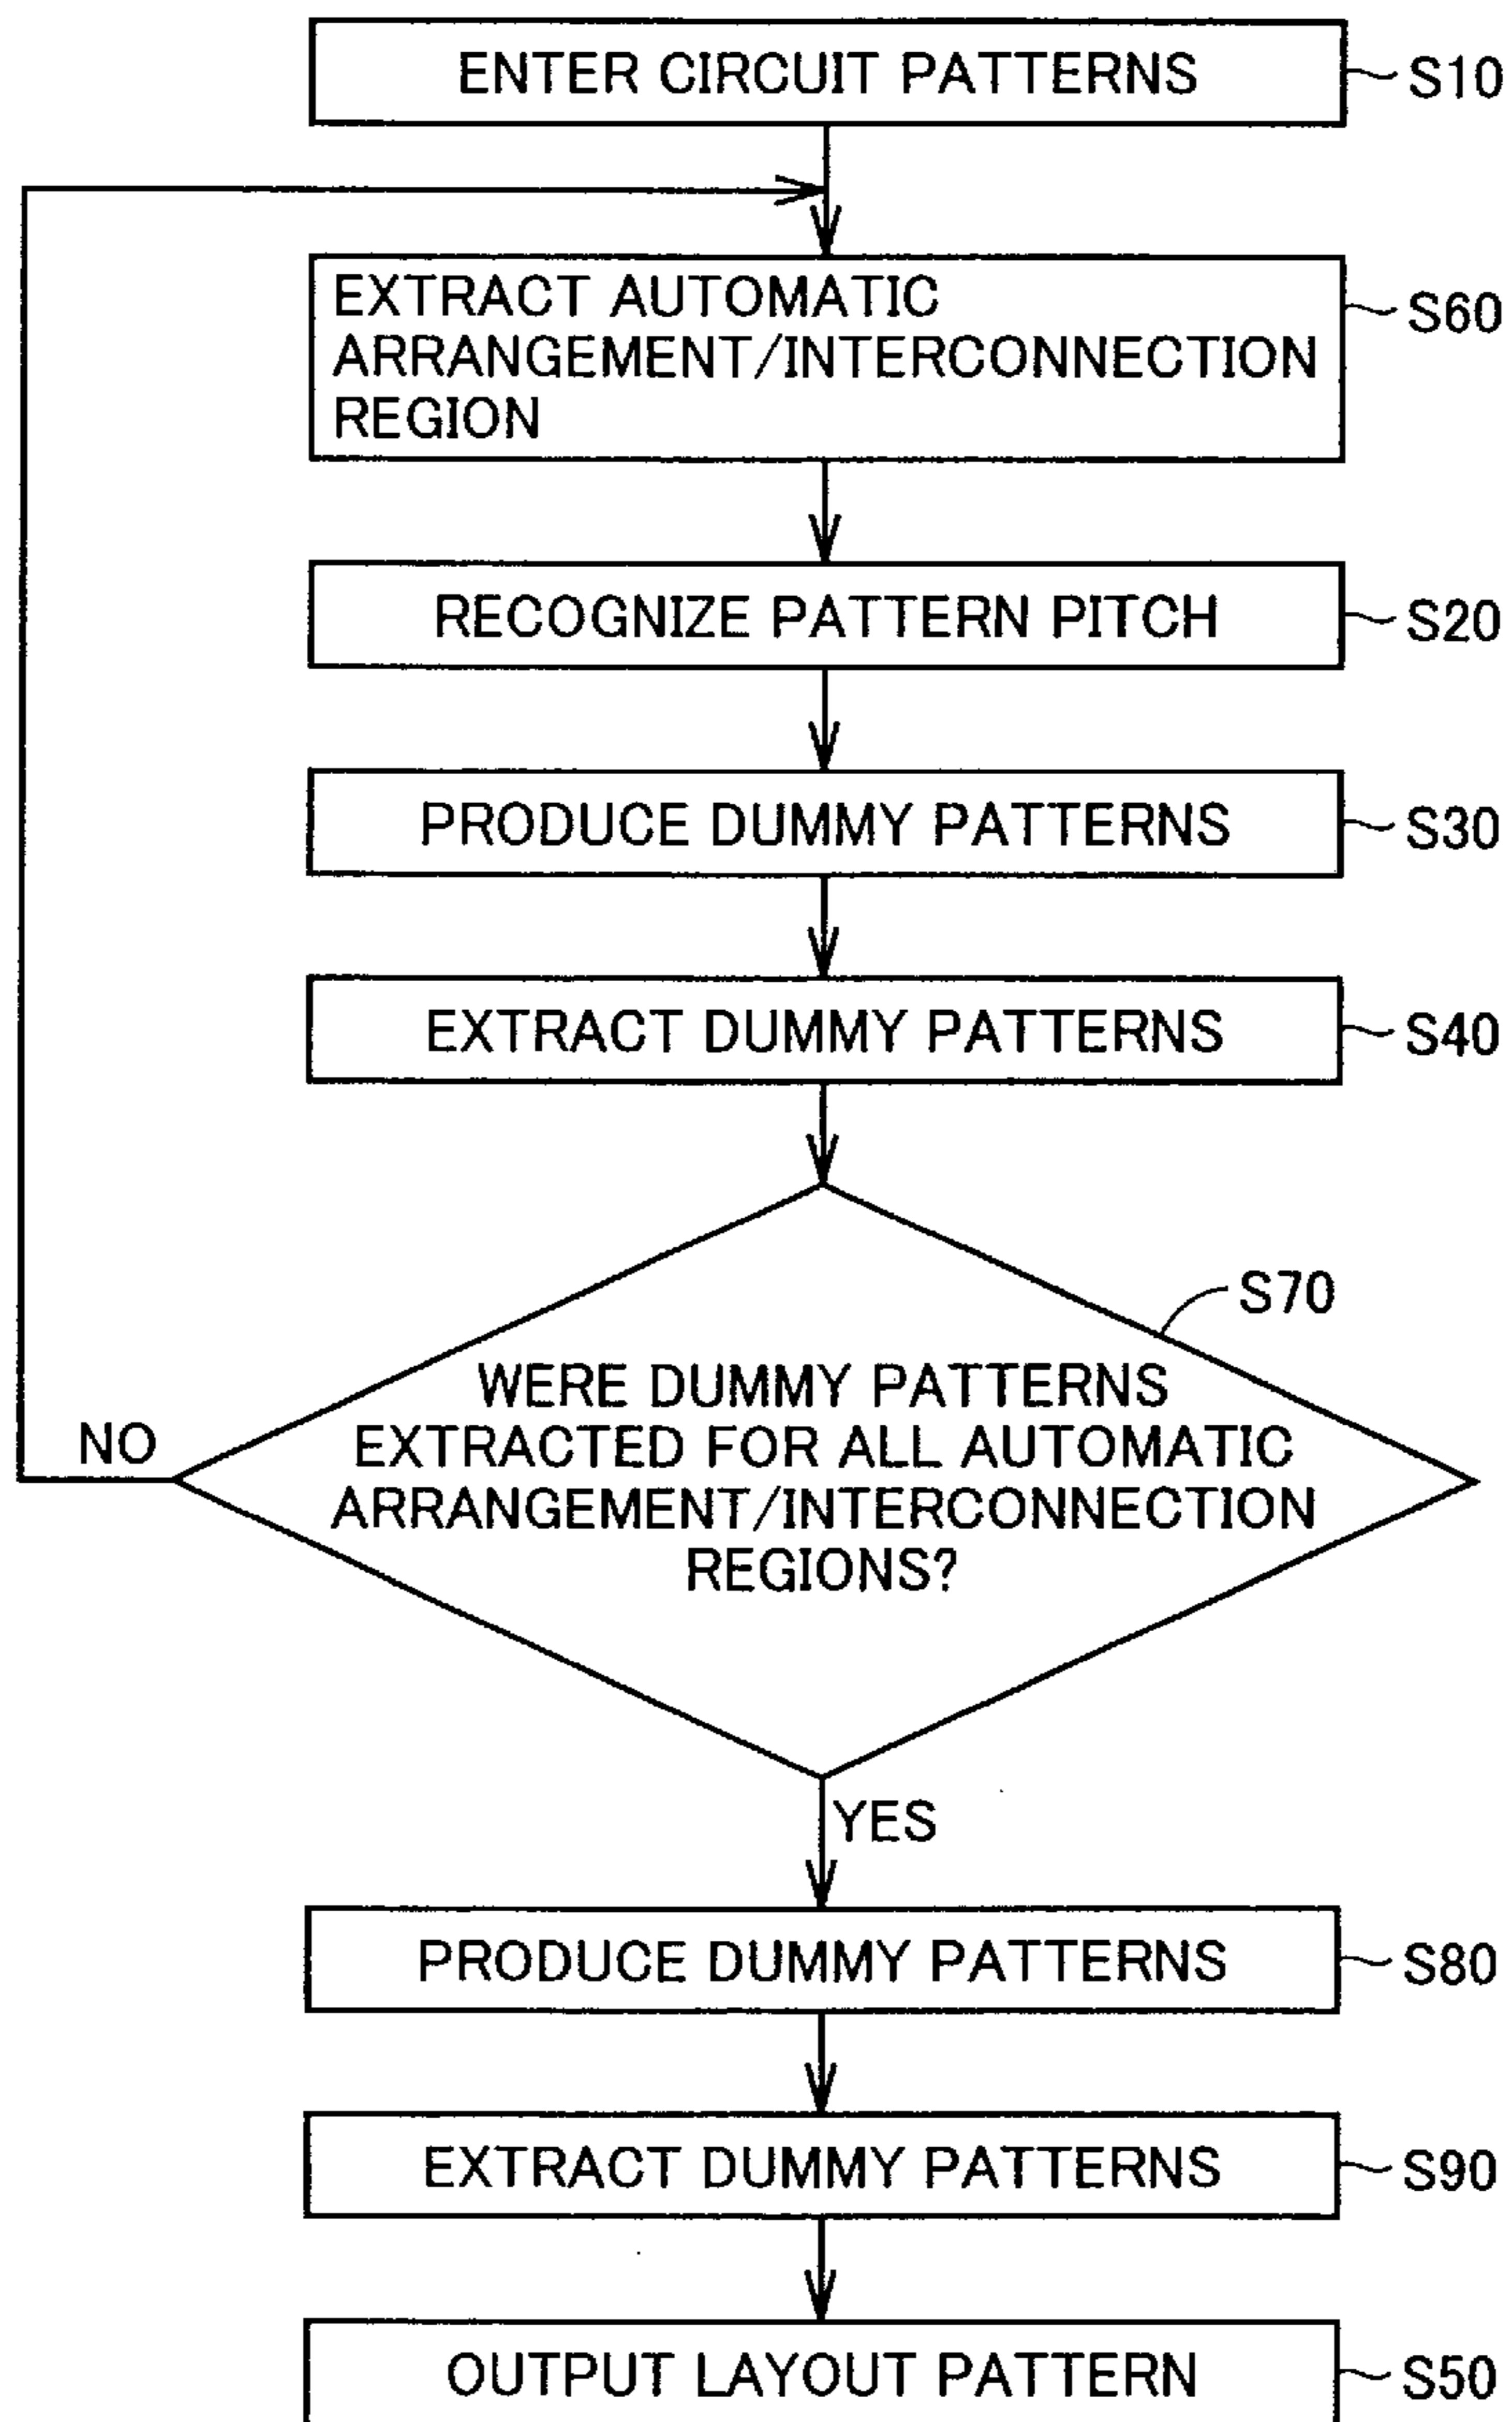 ENTER CIRCUIT PATTERNS
S10
EXTRACT AUTOMATIC
ARRANGEMENT/INTERCONNECTION
REGION
S60
RECOGNIZE PATTERN PITCH
S20
PRODUCE DUMMY PATTERNS
S30
EXTRACT DUMMY PATTERNS
S40
S70
WERE DUMMY PATTERNS
EXTRACTED FOR ALL AUTOMATIC
ARRANGEMENT/INTERCONNECTION
REGIONS?
NO
YES
PRODUCE DUMMY PATTERNS
S80
EXTRACT DUMMY PATTERNS
S90
OUTPUT LAYOUT PATTERN
S50